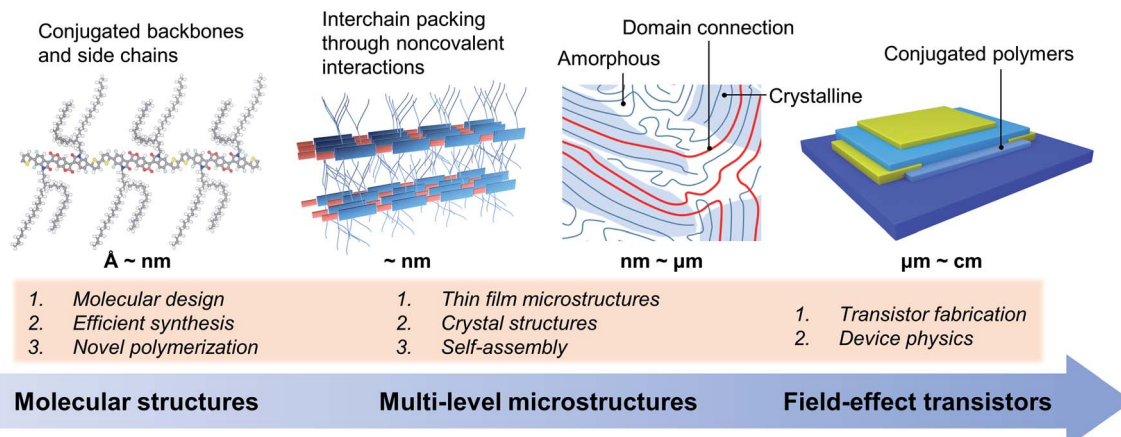 Conjugated backbones
and side chains
Interchain packing
through noncovalent
interactions
Domain connection
Amorphous
Crystalline
Conjugated polymers
Å ~ nm
~ nm
nm ~ μm
μm ~ cm
1. Molecular design
2. Efficient synthesis
3. Novel polymerization
1. Thin film microstructures
2. Crystal structures
3. Self-assembly
1. Transistor fabrication
2. Device physics
Molecular structures
Multi-level microstructures
Field-effect transistors